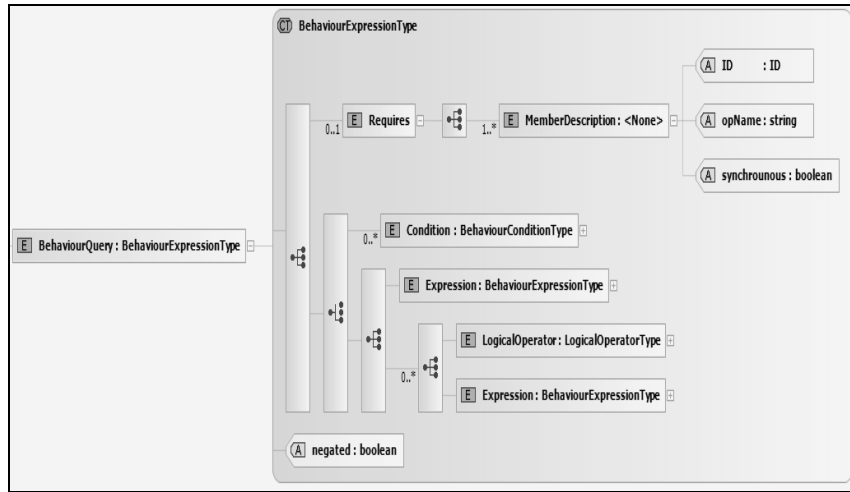 CT BehaviourExpressionType
A ID : ID
0..1 E Requires
1..* E MemberDescription : <None>
A opName : string
A synchrounous : boolean
E BehaviourQuery : BehaviourExpressionType
0..* E Condition : BehaviourConditionType
E Expression : BehaviourExpressionType
0..*
E LogicalOperator : LogicalOperatorType
E Expression : BehaviourExpressionType
A negated : boolean